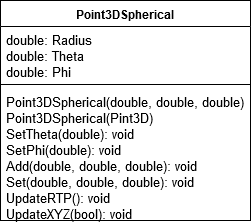 Point3DSpherical
double: Radius
double: Theta
double: Phi
Point3DSpherical(double, double, double)
Point3DSpherical(Pint3D)
SetTheta(double): void
SetPhi(double): void
Add(double, double, double): void
Set(double, double, double): void
UpdateRTP(): void
UpdateXYZ(bool): void